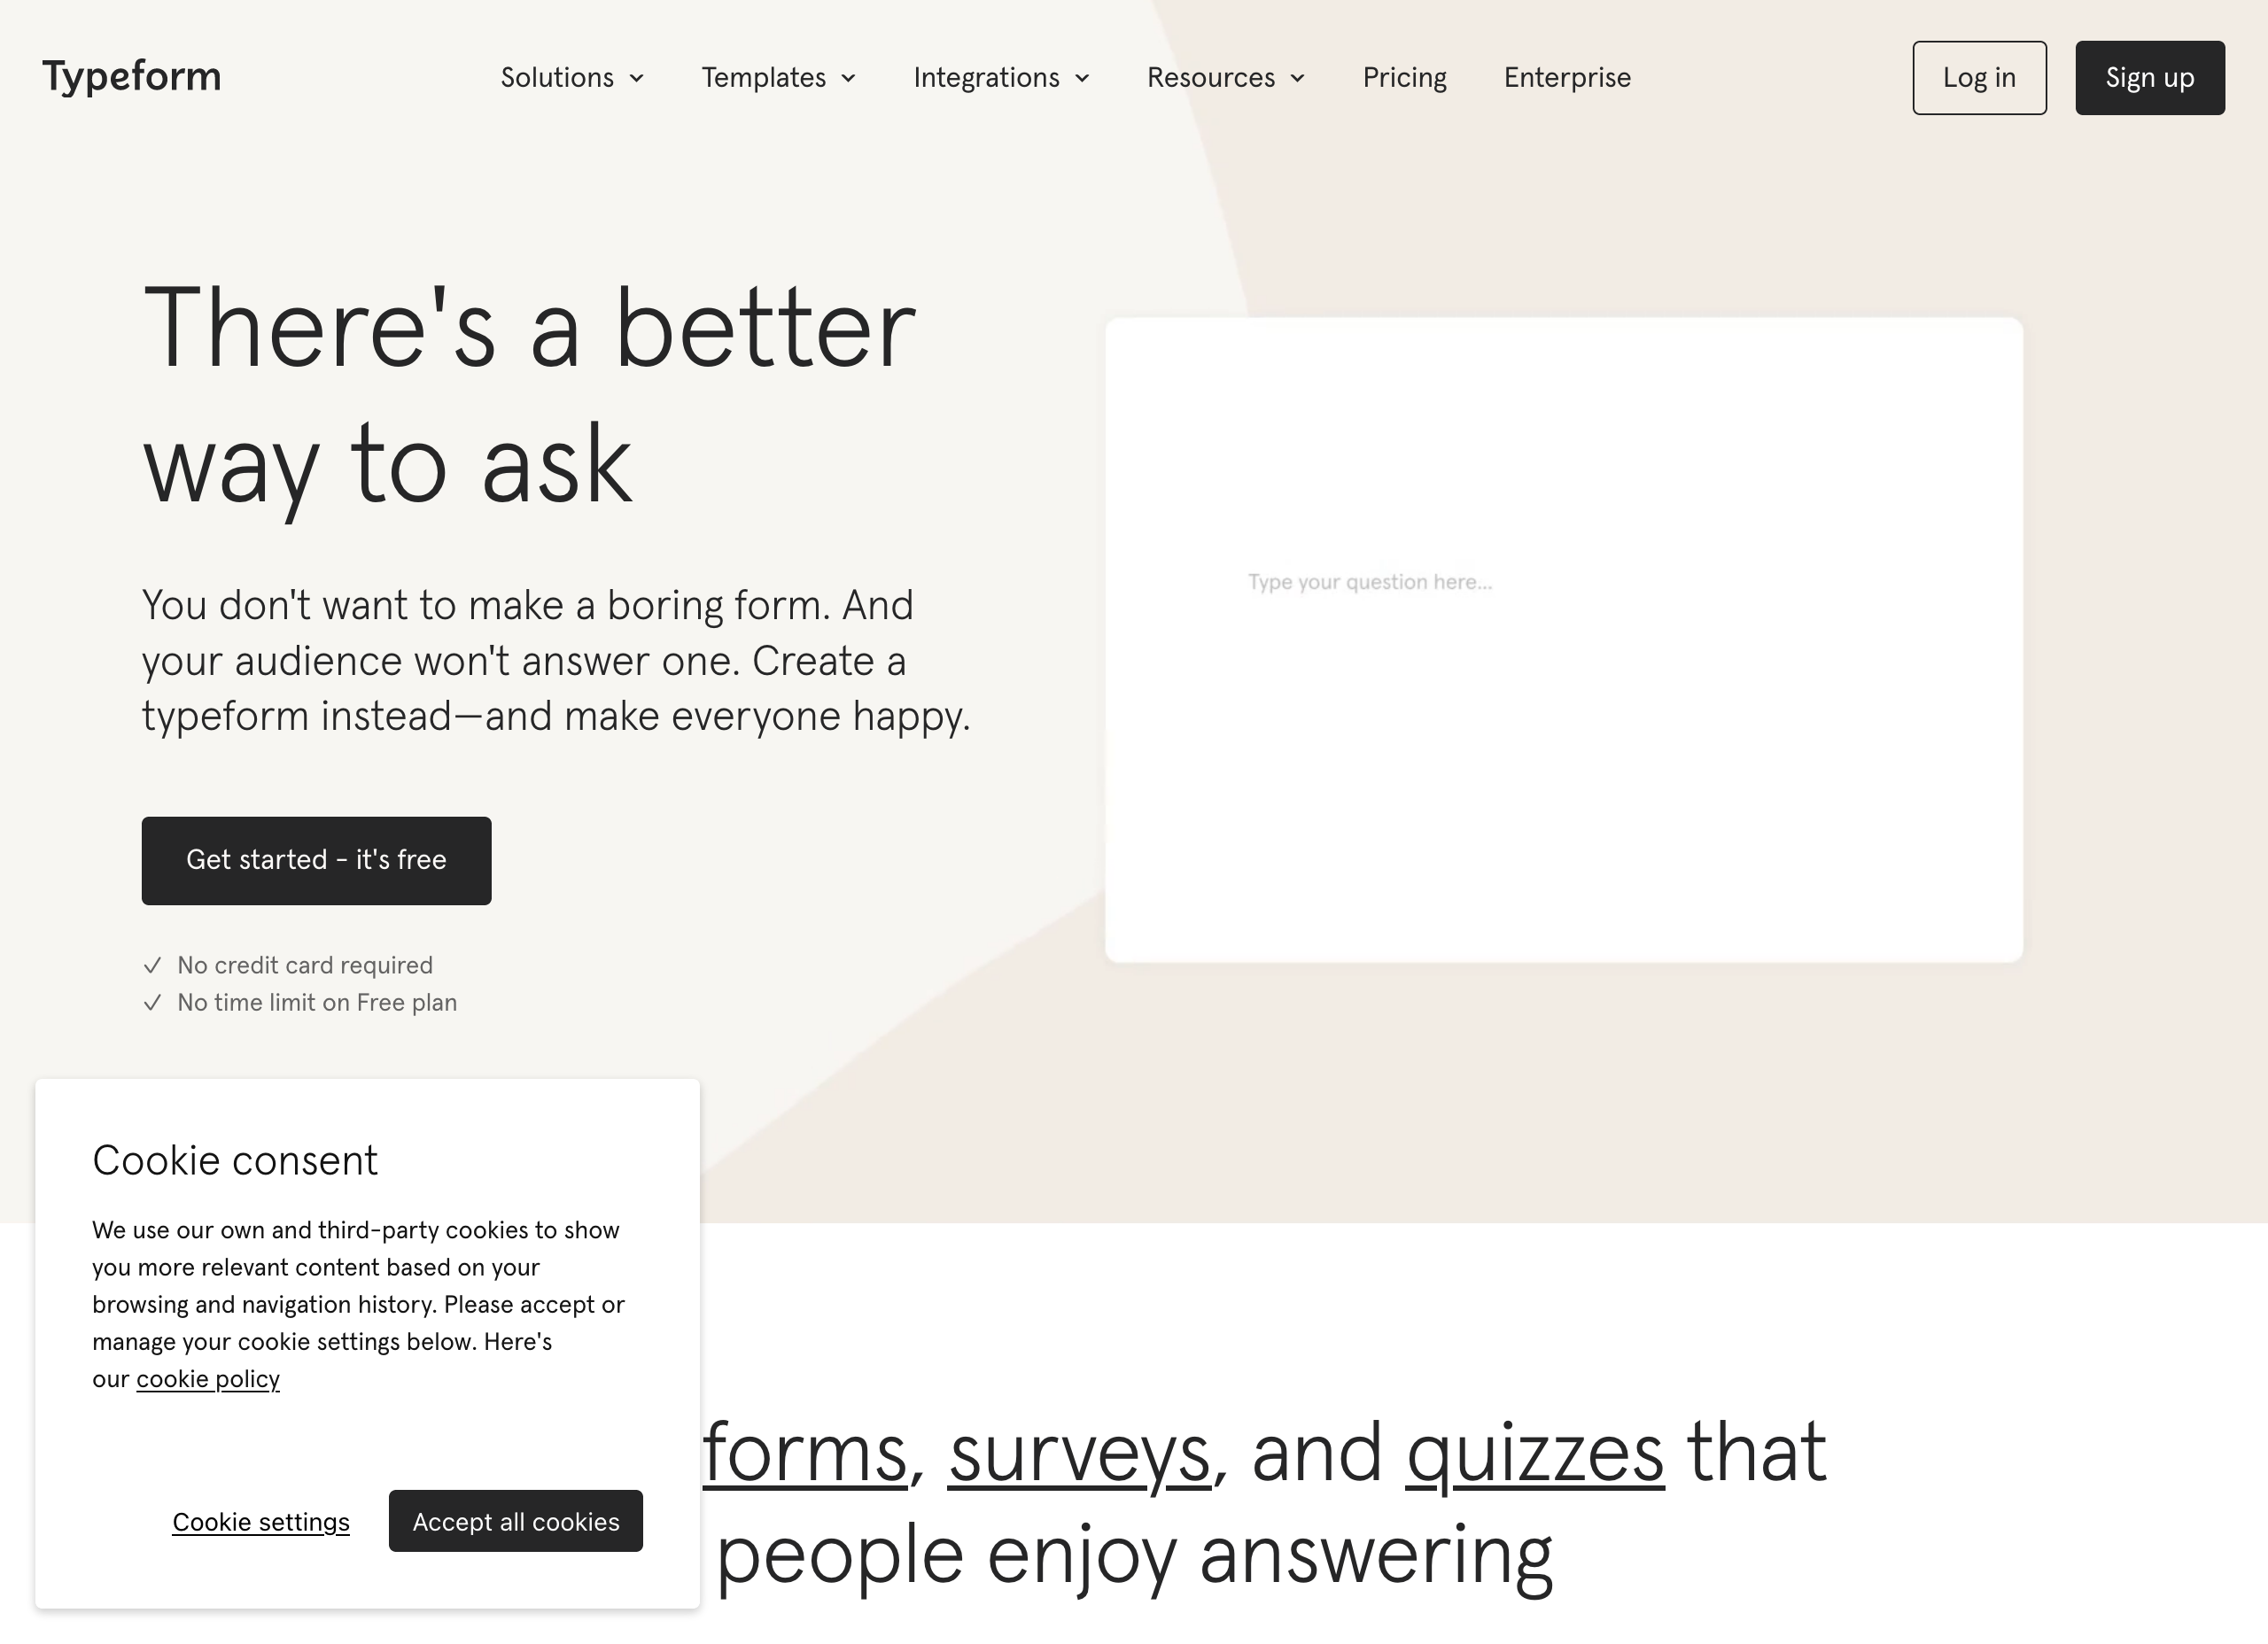 Typeform
Solutions
Templates
Integrations
Resources
Pricing
Enterprise
Log in
Sign up
There's a better
way to ask
You don't want to make a boring form. And
your audience won't answer one. Create a
typeform instead—and make everyone happy.
Get started - it's free
No credit card required
No time limit on Free plan
Type your question here...
Cookie consent
We use our own and third-party cookies to show
you more relevant content based on your
browsing and navigation history. Please accept or
manage your cookie settings below. Here's
our cookie policy
Cookie settings
Accept all cookies
forms, surveys, and quizzes that
people enjoy answering